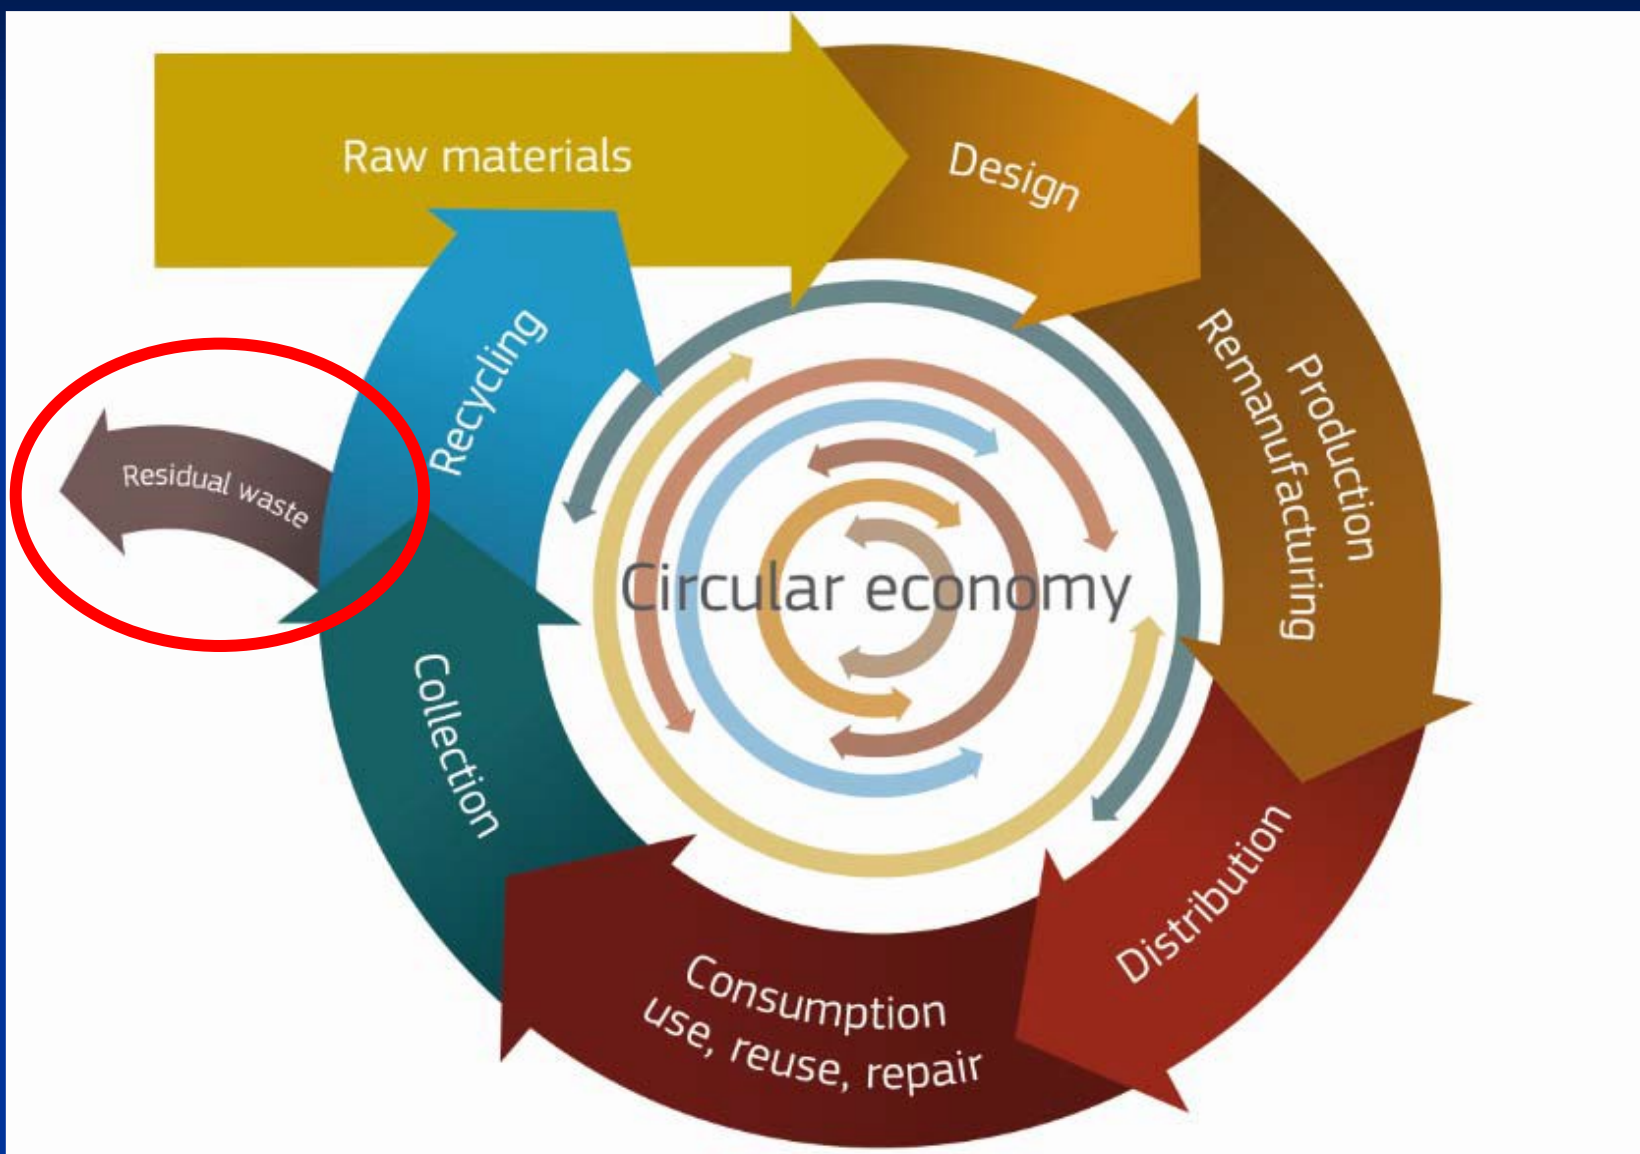 Raw materials
Design
Production
Remanufacturing
Distribution
Consumption
use, reuse, repair
Collection
Recycling
Residual waste
Circular economy